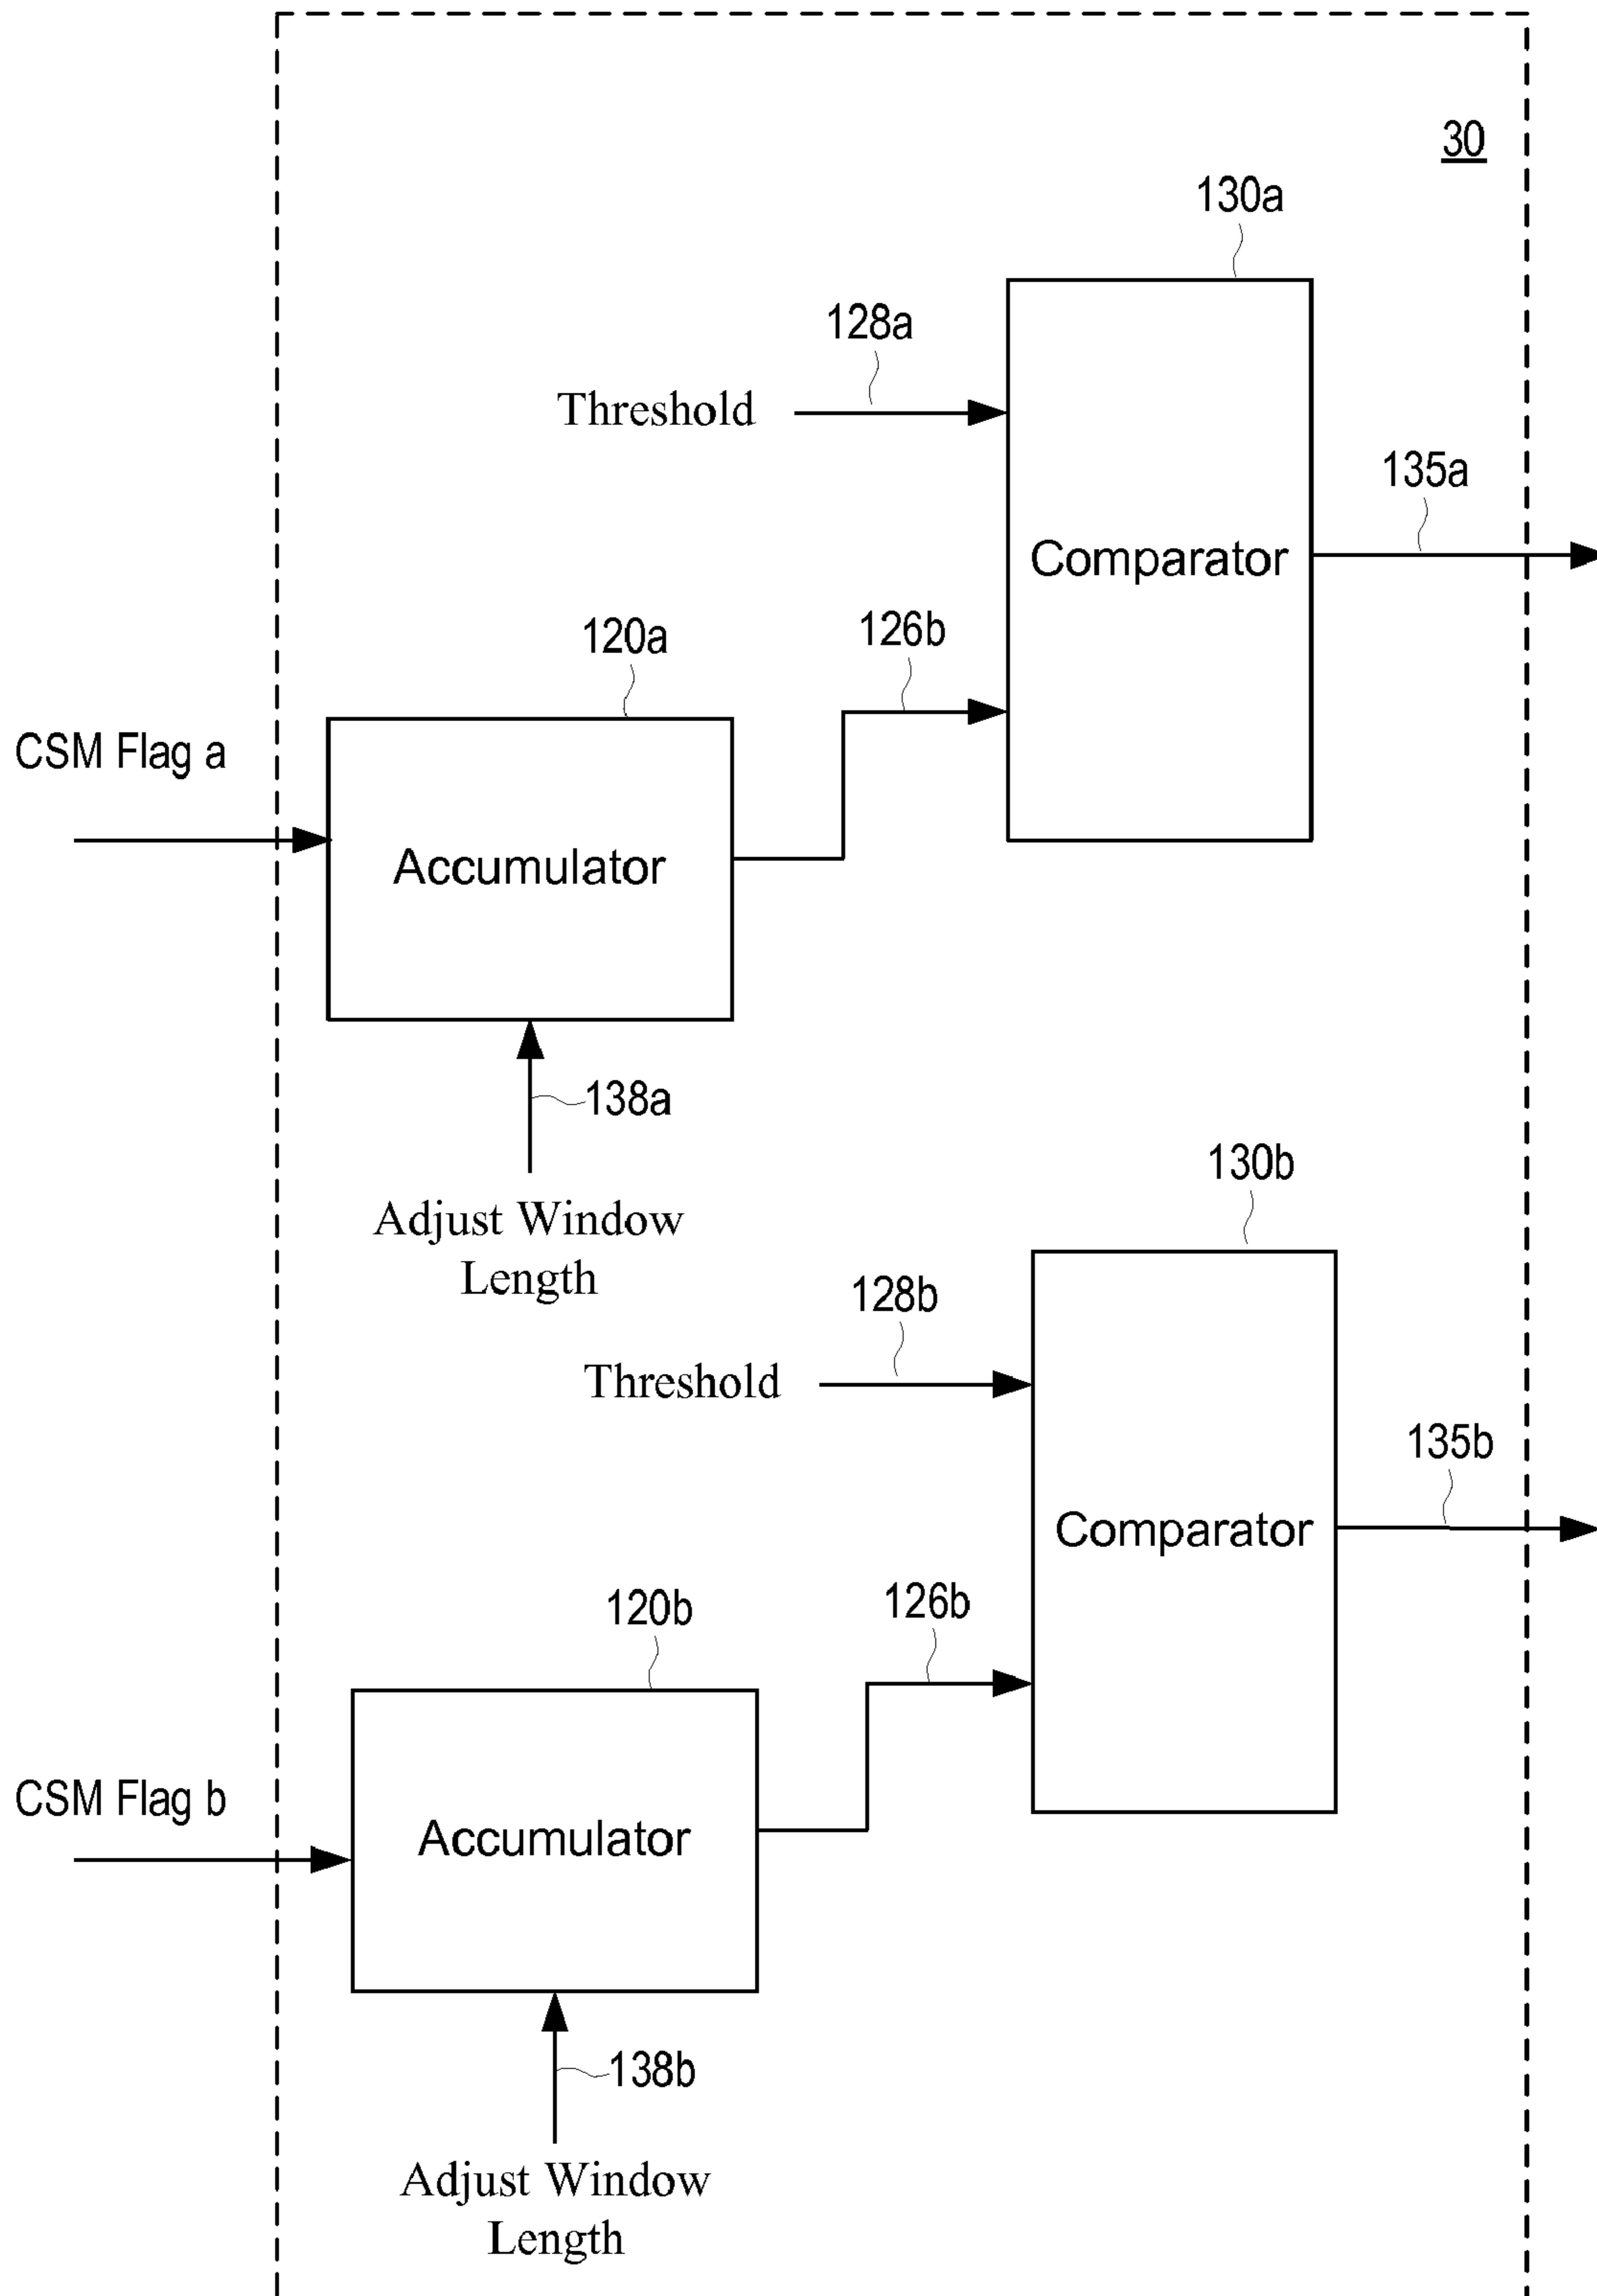 30
130a
128a
Threshold
135a
Comparator
120a
126b
CSM Flag a
Accumulator
138a
Adjust Window
Length
130b
128b
Threshold
135b
Comparator
120b
126b
CSM Flag b
Accumulator
138b
Adjust Window
Length